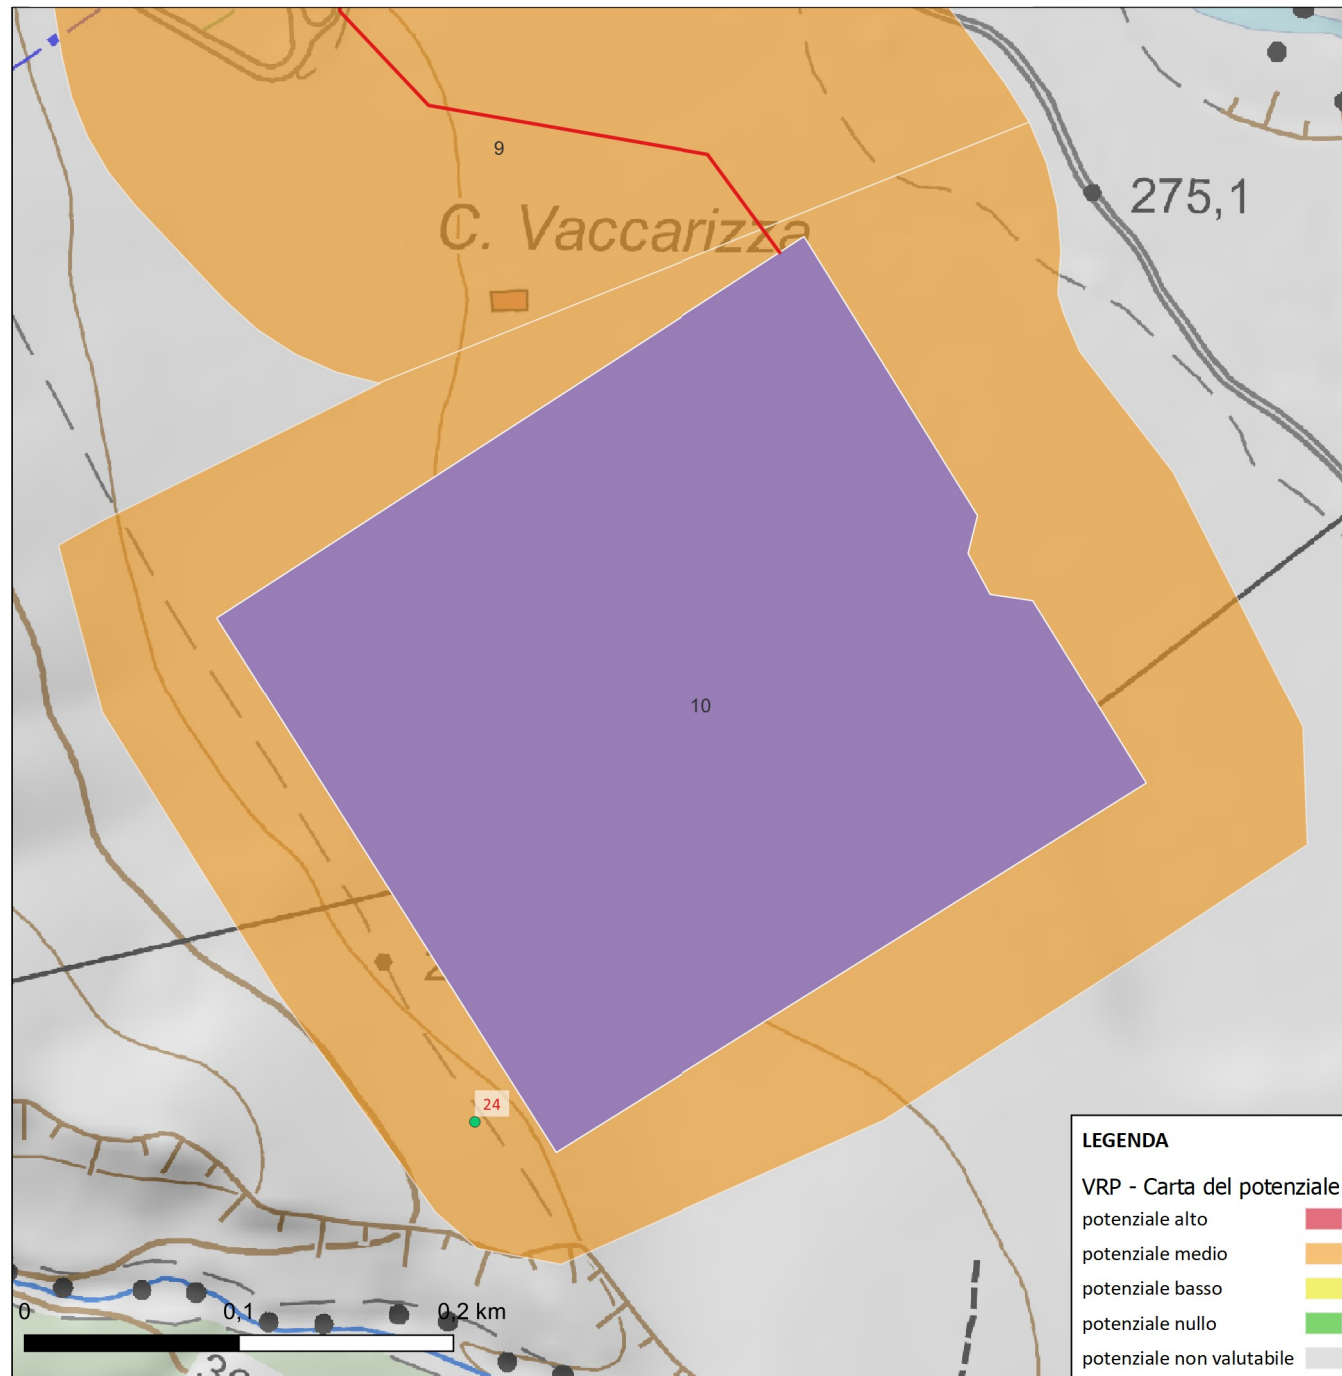 9
C. Vaccarizza
275,1
10
24
0 0,1 0,2 km
LEGENDA
VRP - Carta del potenziale
potenziale alto
potenziale medio
potenziale basso
potenziale nullo
potenziale non valutabile